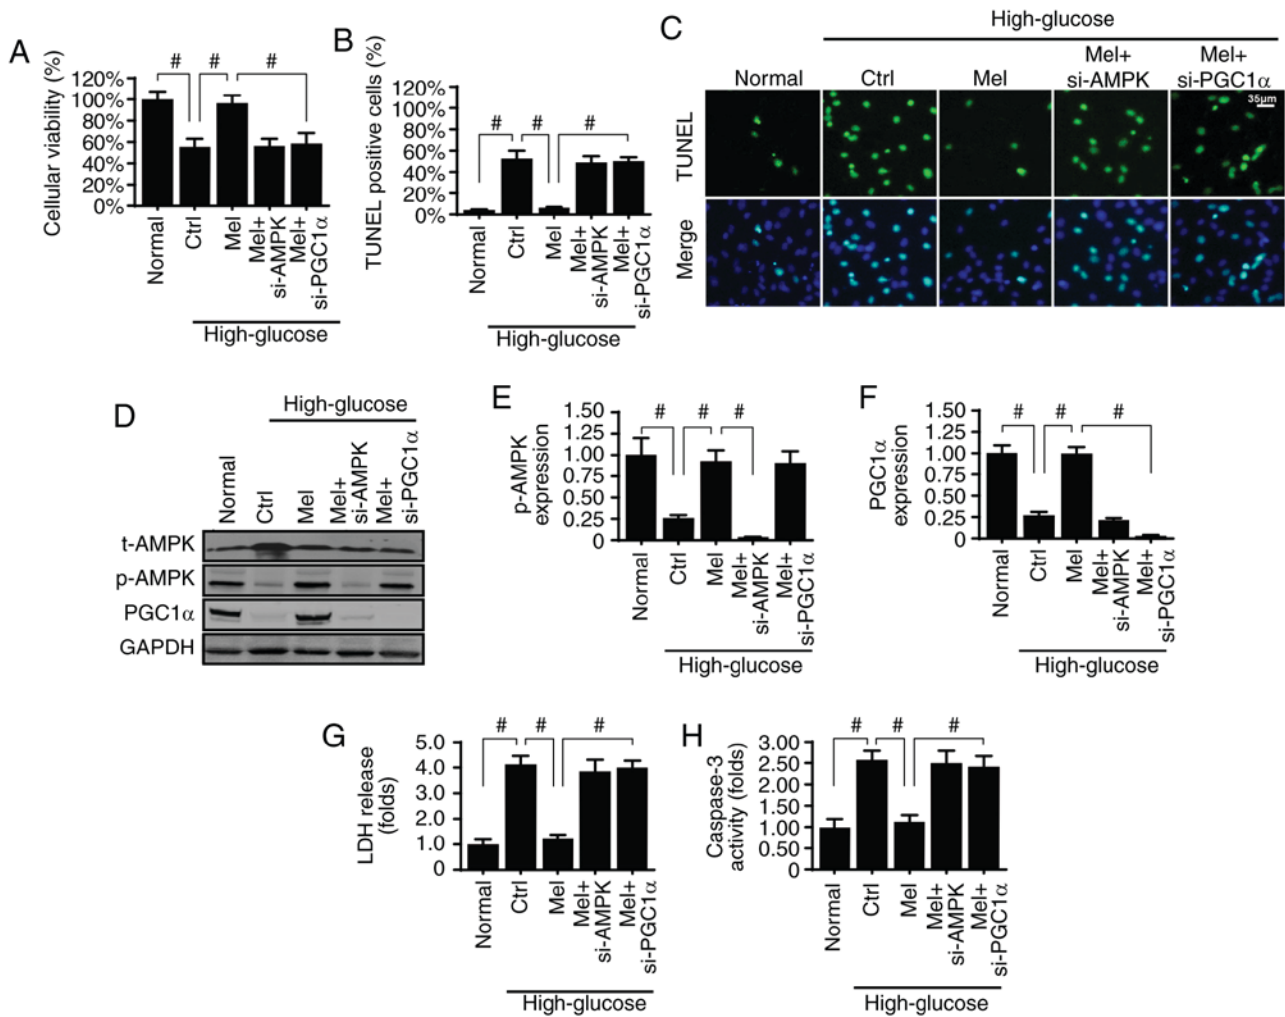 A
Cellular viability (%)
120%
100%
80%
60%
40%
20%
0%
#
#
#
Normal
Ctrl
Mel
Mel+
si-AMPK
Mel+
si-PGC1α
High-glucose
B
TUNEL positive cells (%)
120%
100%
80%
60%
40%
20%
0%
#
#
#
Normal
Ctrl
Mel
Mel+
si-AMPK
Mel+
si-PGC1α
High-glucose
C
High-glucose
Normal
Ctrl
Mel
Mel+
si-AMPK
Mel+
si-PGC1α
35µm
TUNEL
Merge
D
High-glucose
Normal
Ctrl
Mel
Mel+
si-AMPK
Mel+
si-PGC1α
t-AMPK
p-AMPK
PGC1α
GAPDH
E
p-AMPK
expression
1.50
1.25
1.00
0.75
0.50
0.25
0
#
#
#
Normal
Ctrl
Mel
Mel+
si-AMPK
Mel+
si-PGC1α
High-glucose
F
PGC1α
expression
1.50
1.25
1.00
0.75
0.50
0.25
0
#
#
#
Normal
Ctrl
Mel
Mel+
si-AMPK
Mel+
si-PGC1α
High-glucose
G
LDH release
(folds)
5.0
4.0
3.0
2.0
1.0
0
#
#
#
Normal
Ctrl
Mel
Mel+
si-AMPK
Mel+
si-PGC1α
High-glucose
H
Caspase-3
activity (folds)
3.00
2.50
2.00
1.50
1.00
0.50
0
#
#
#
Normal
Ctrl
Mel
Mel+
si-AMPK
Mel+
si-PGC1α
High-glucose